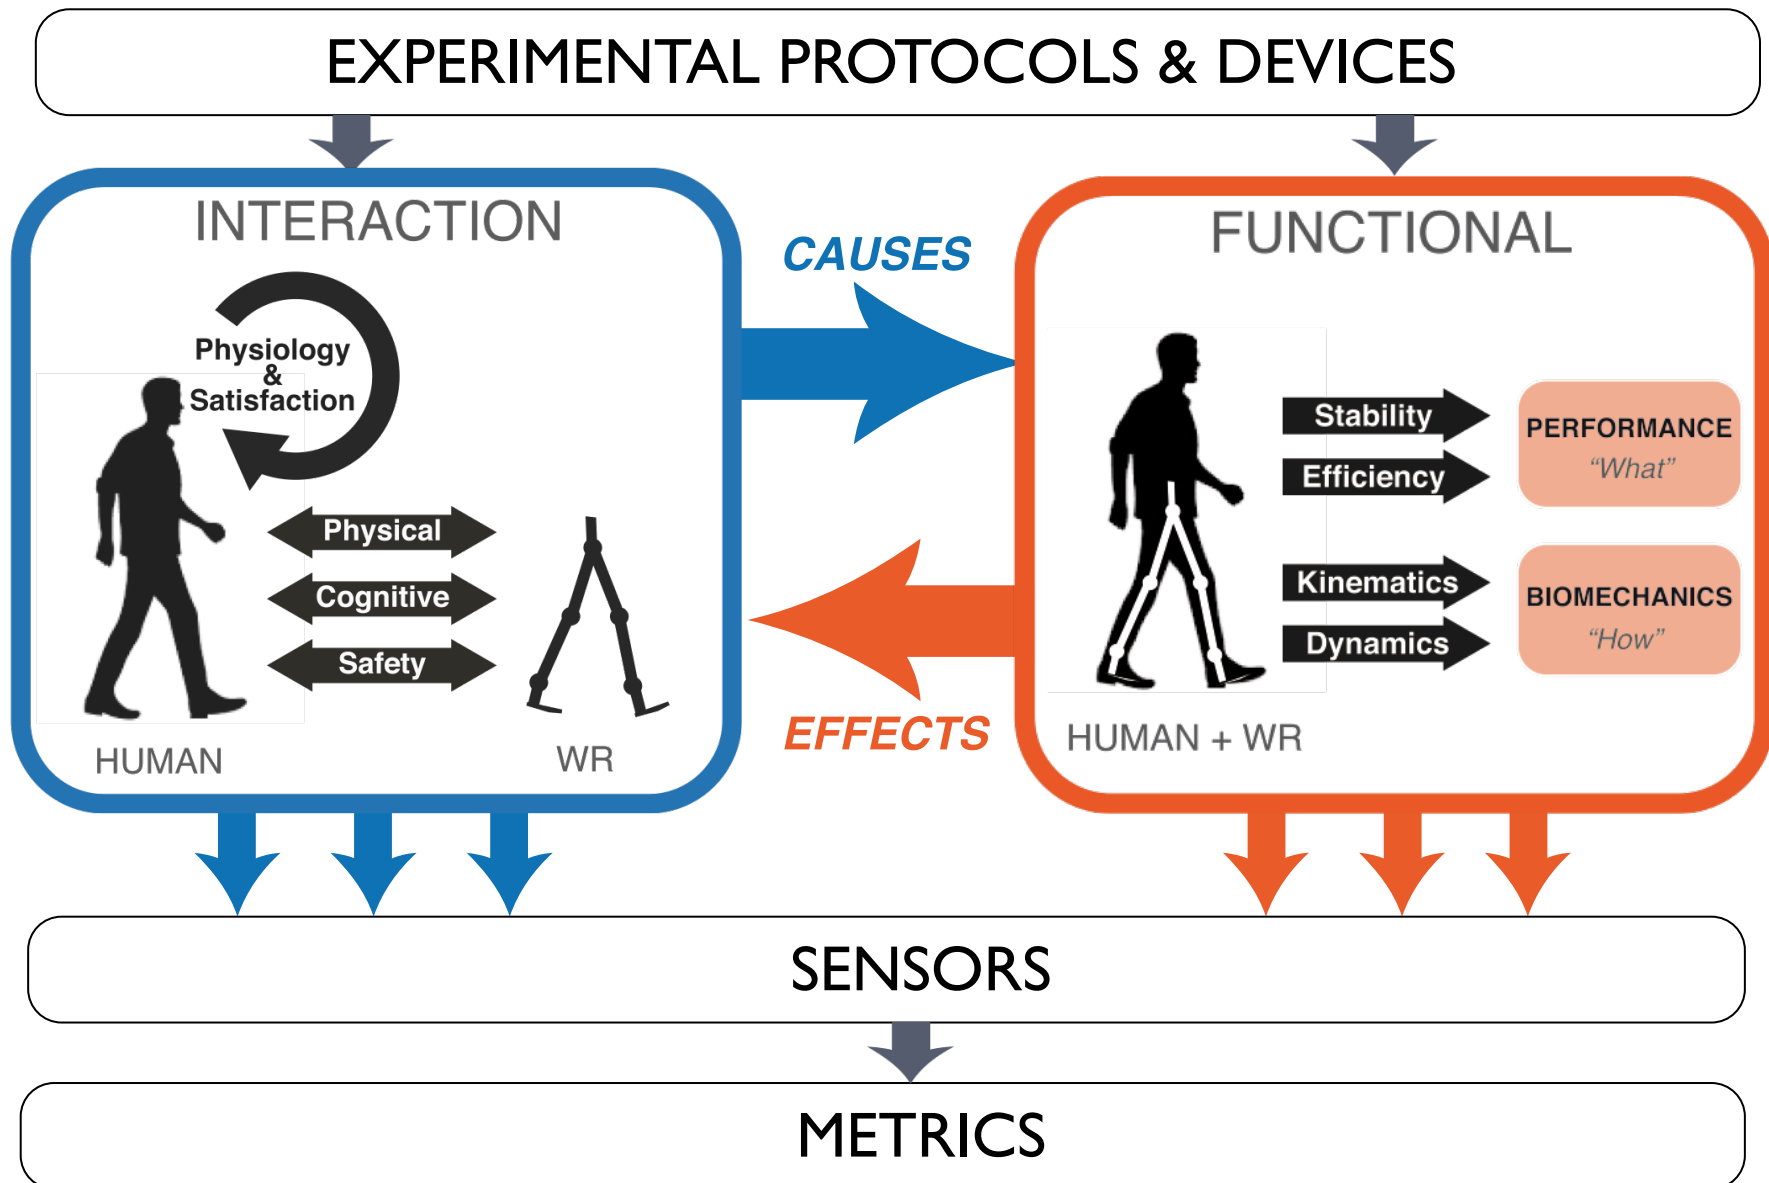 EXPERIMENTAL PROTOCOLS & DEVICES
INTERACTION
Physiology
&
Satisfaction
Physical
Cognitive
Safety
HUMAN
WR
CAUSES
EFFECTS
FUNCTIONAL
Stability
Efficiency
PERFORMANCE
“What”
Kinematics
Dynamics
BIOMECHANICS
“How”
HUMAN + WR
SENSORS
METRICS